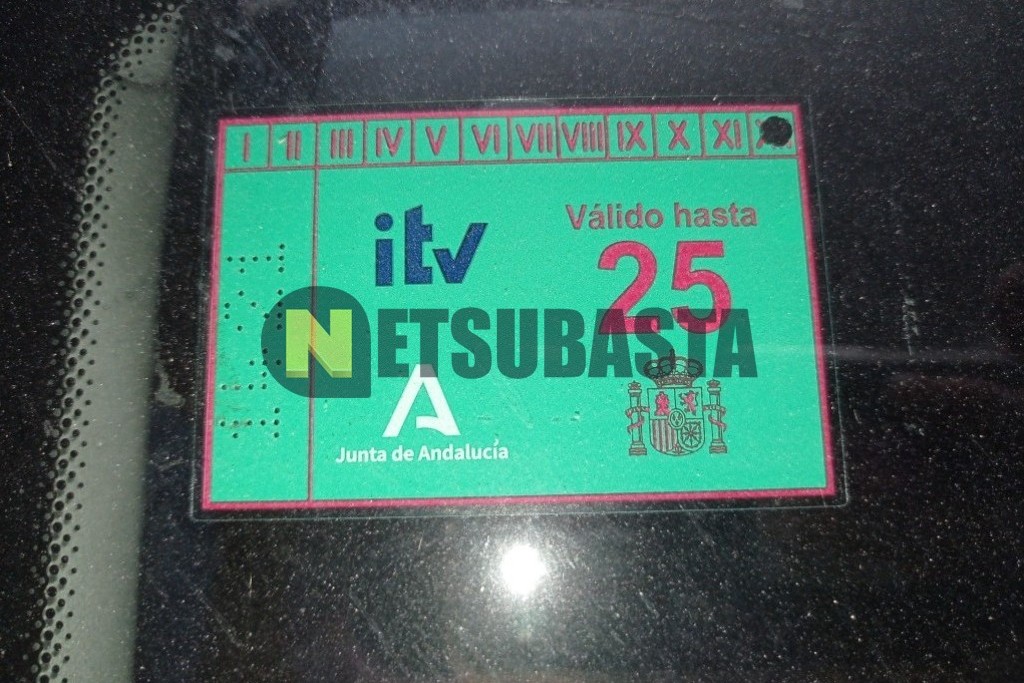 I II III IV V VI VII VIII IX X XI
itv
Válido hasta
25
NETSUBASTA
Junta de Andalucía